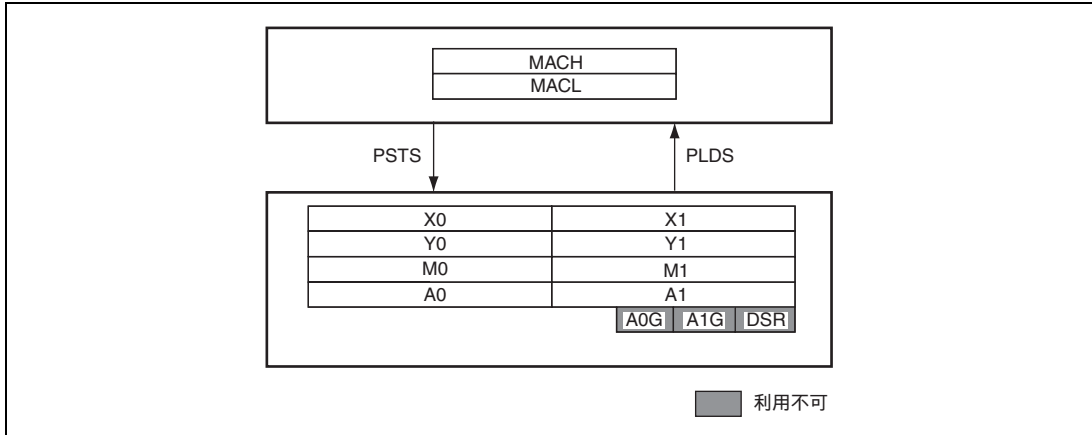 MACH
MACL
PSTS PLDS
X0 X1
Y0 Y1
M0 M1
A0 A1
A0G A1G DSR
利用不可